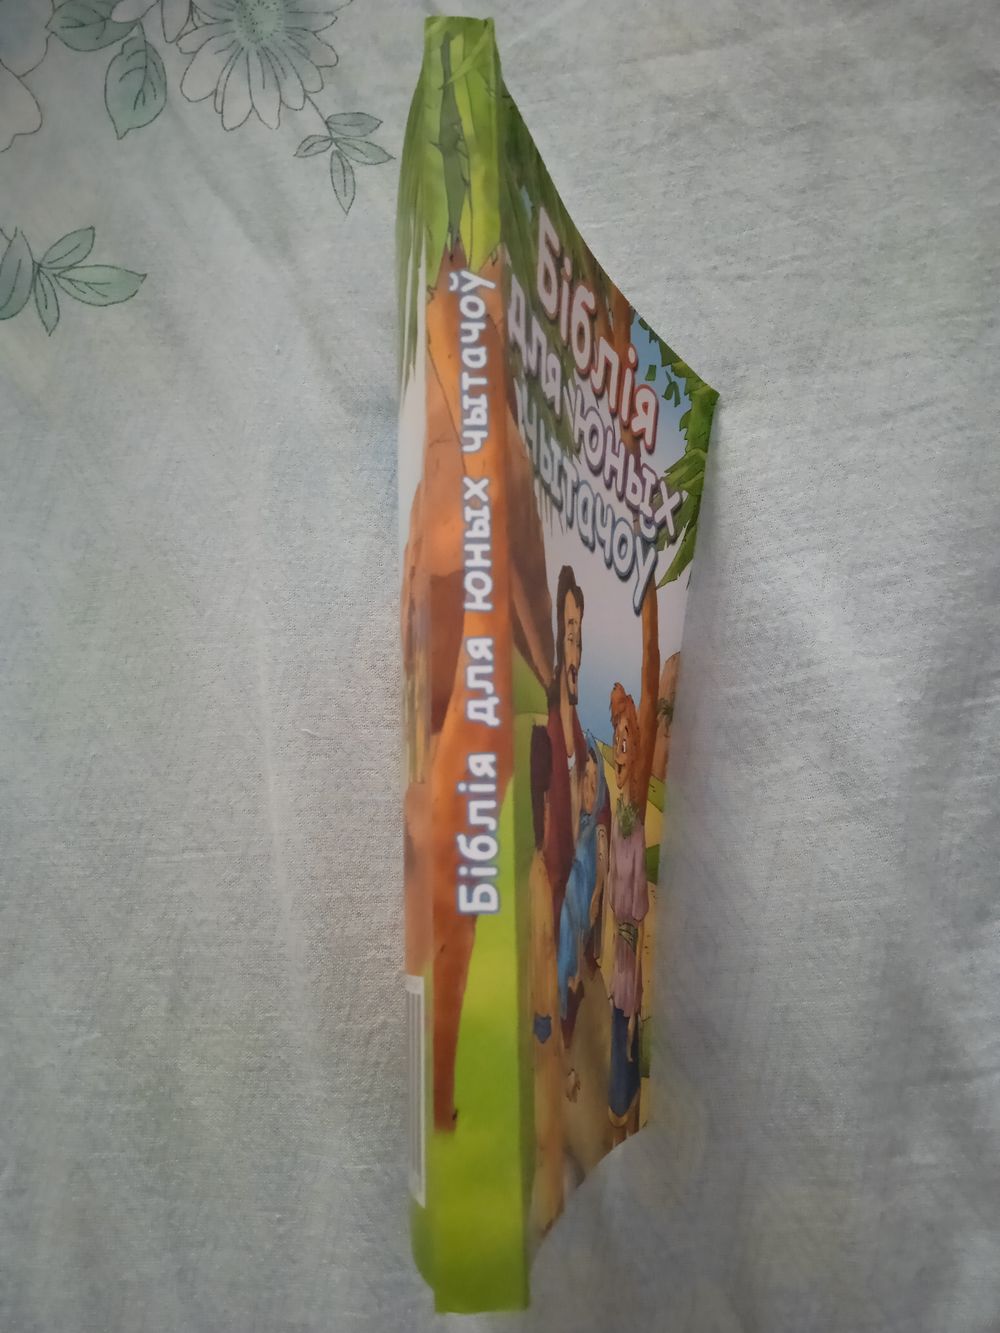 Біблія для юных чытачоў
Біблія
для юных
чытачоў